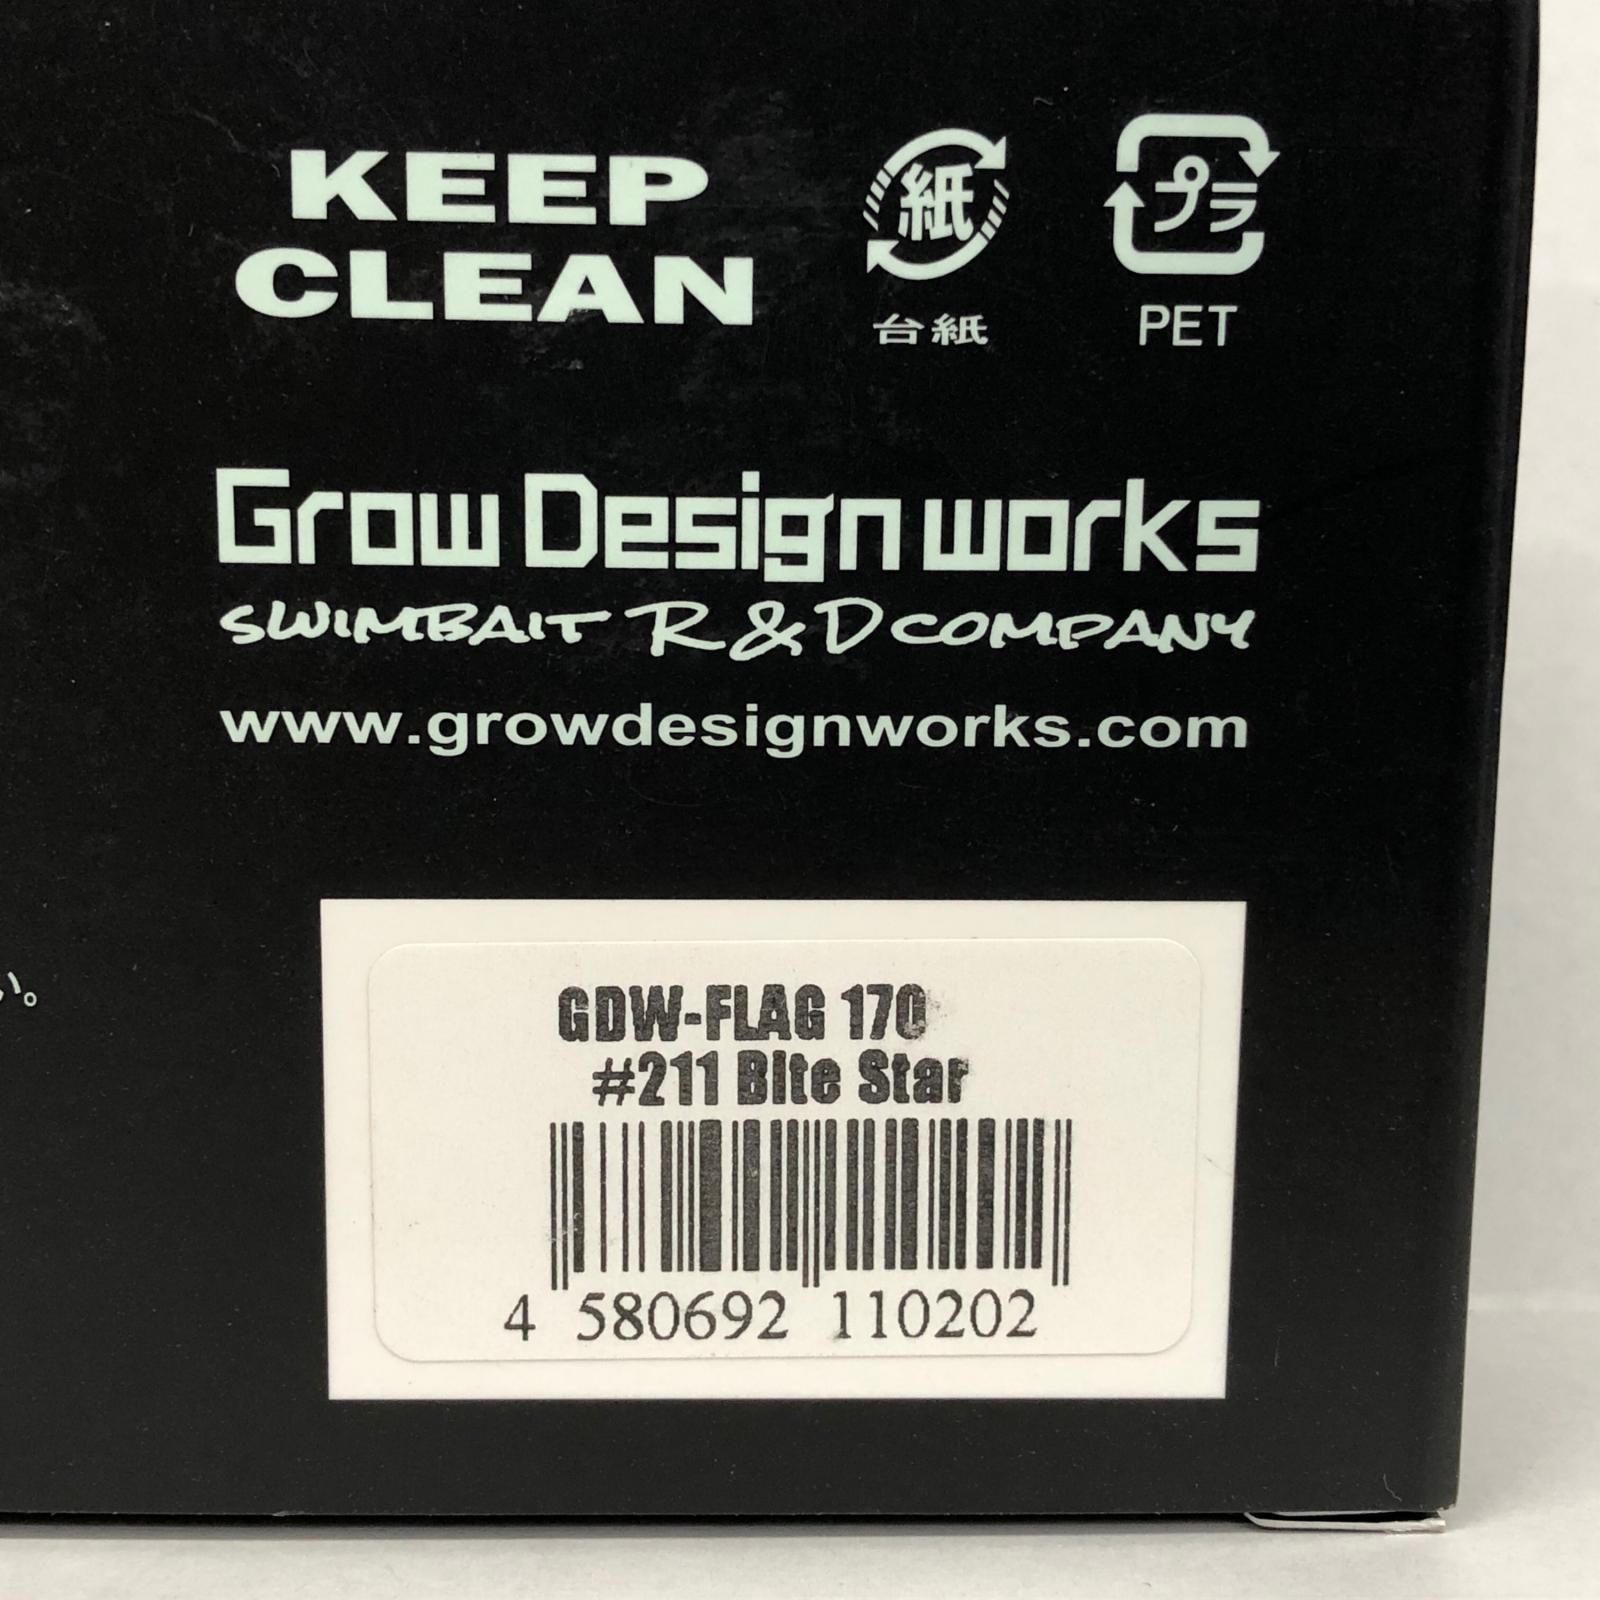 KEEP
CLEAN
紙
プラ
台紙
PET
Grow Design works
SWIMBAIT R & D COMPANY
www.growdesignworks.com
い。
GDW-FLAG 170
#211 Bite Star
4 580692 110202